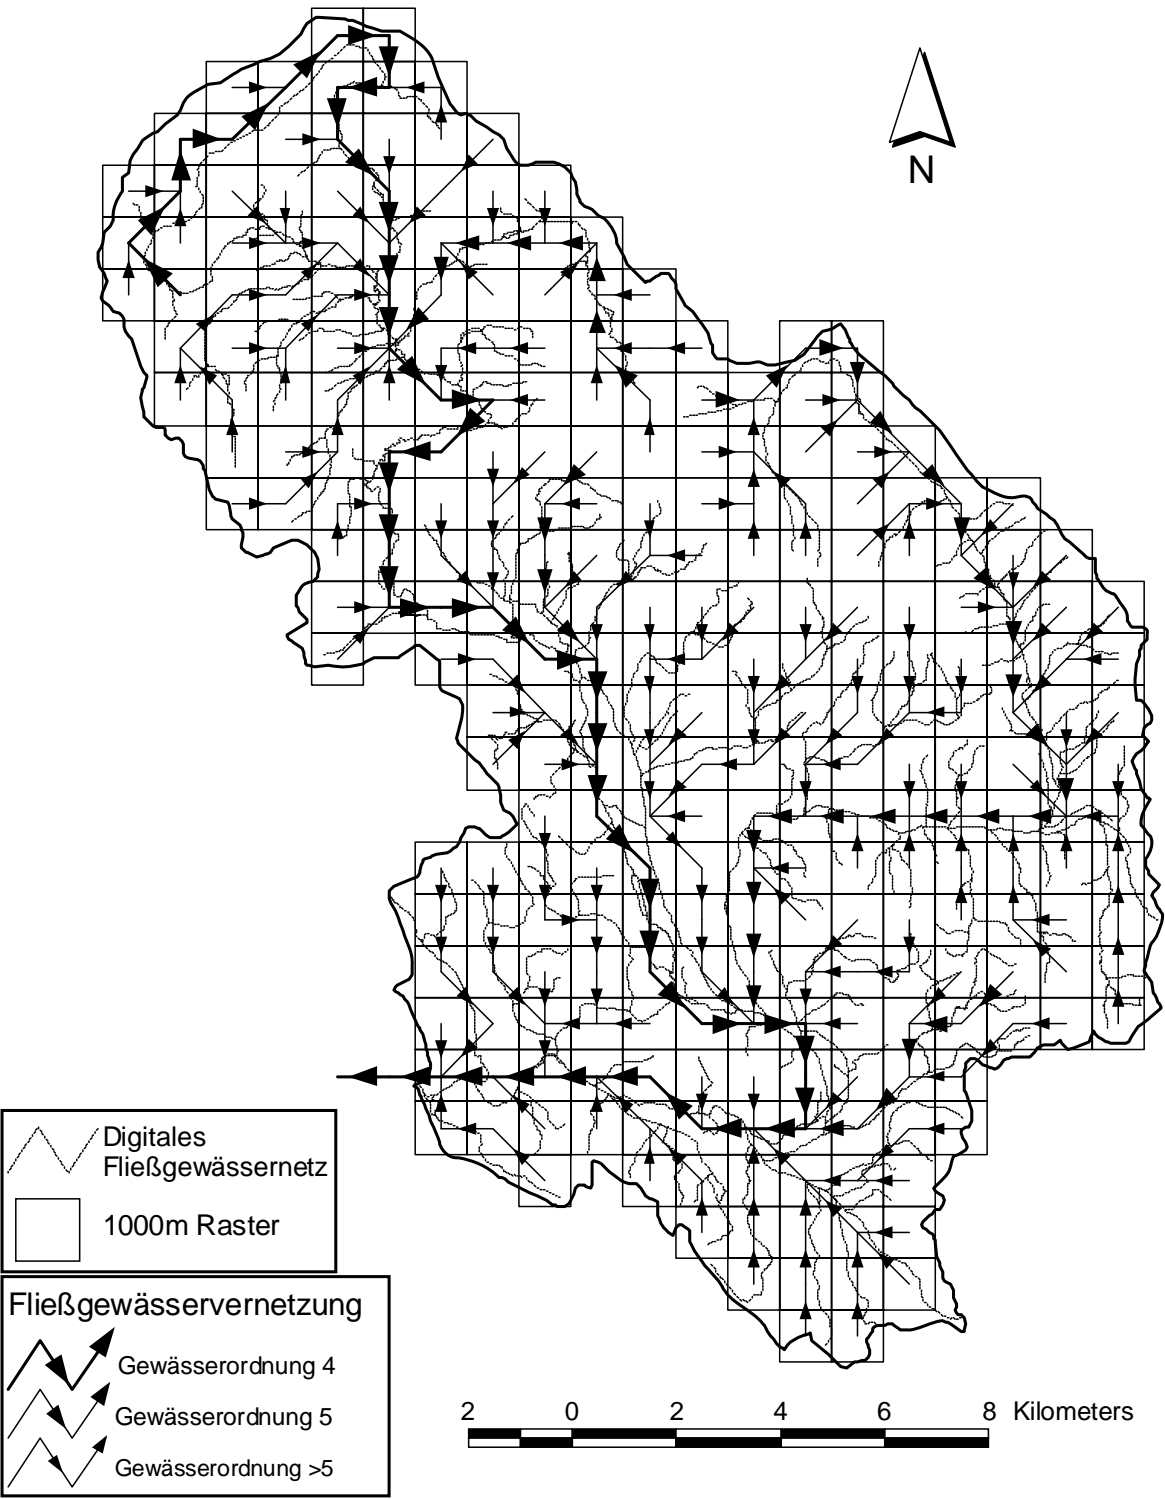 N
Digitales
Fließgewässernetz
1000m Raster
Fließgewässervernetzung
Gewässerordnung 4
Gewässerordnung 5
Gewässerordnung >5
2 0 2 4 6 8 Kilometers